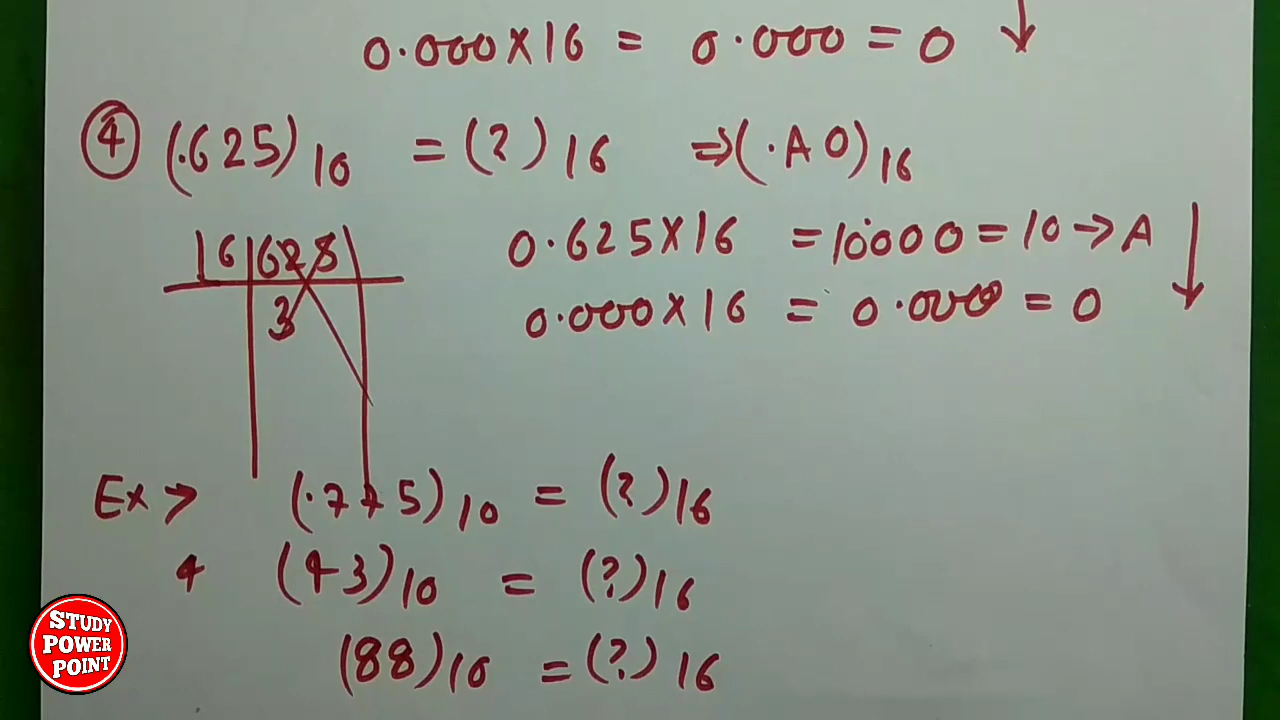 0.000×16 = 0.000 = 0 ↓
④ (.625)10 = (?)16 ⇒(.A0)16
16 628
3
0.625×16 = 10.000 = 10→A
0.000×16 = 0.000 = 0
Ex > (.775)10 = (?)16
(43)10 = (?)16
(88)10 = (?)16
STUDY
POWER
POINT